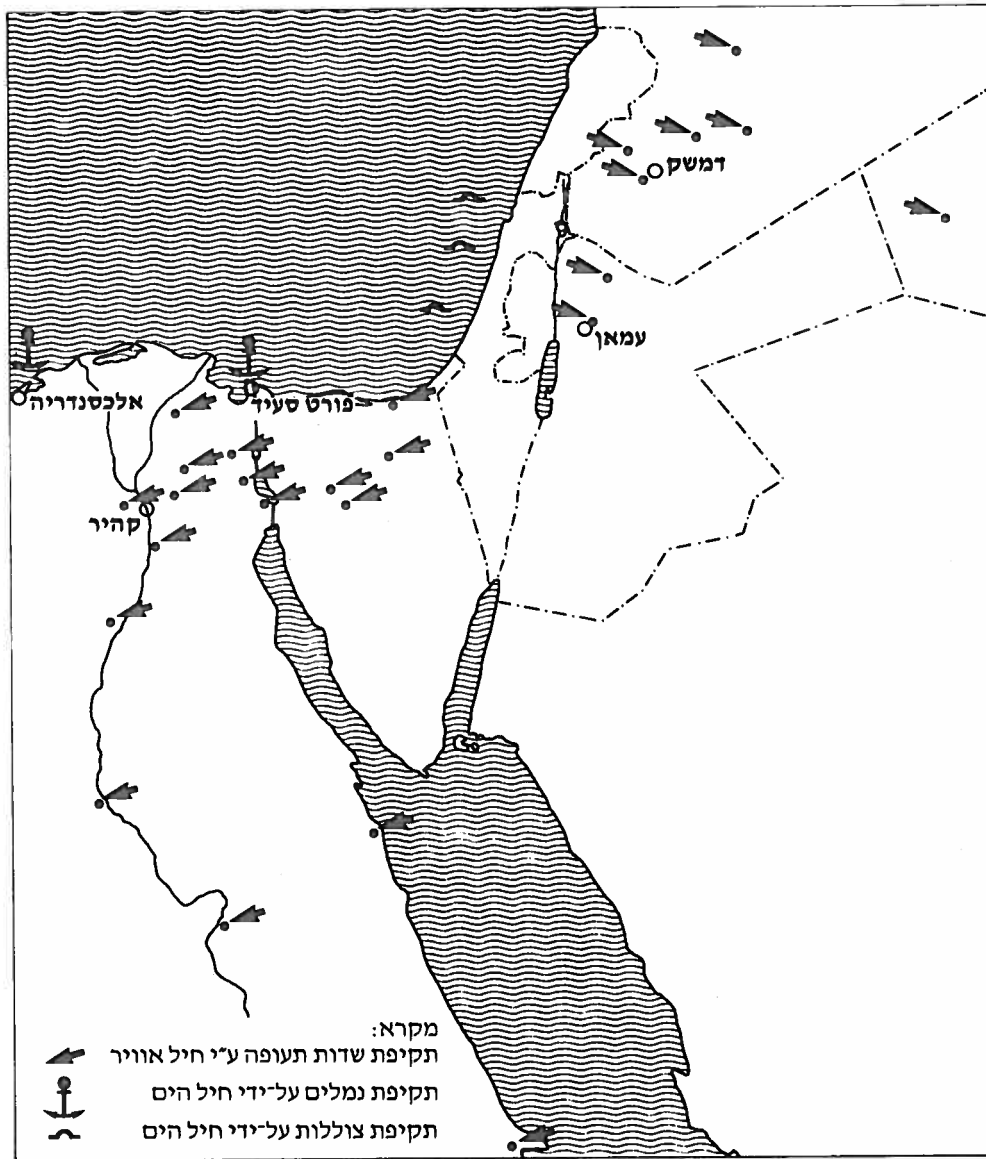 דמשק
עמאן
אלכסנדריה
פורט סעיד
קהיר
מקרא:
תקיפת שדות תעופה ע״י חיל אוויר
תקיפת נמלים על־ידי חיל הים
תקיפת צוללות על־ידי חיל הים